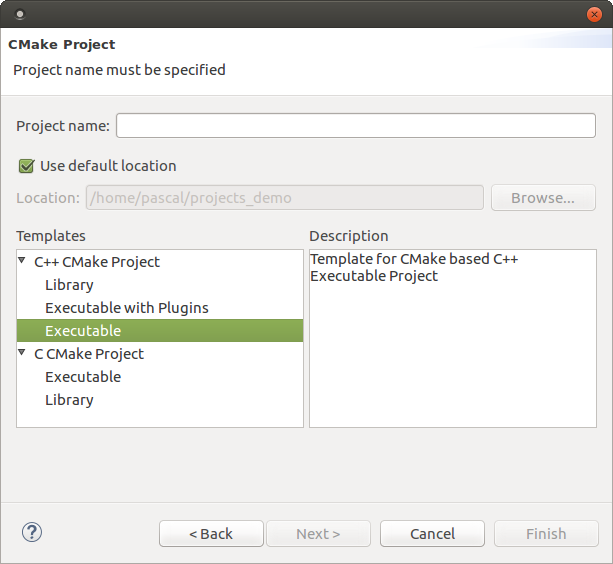 CMake Project
Project name must be specified
Project name:
Use default location
Location: /home/pascal/projects_demo Browse...
Templates Description
C++ CMake Project Template for CMake based C++
Library Executable Project
Executable with Plugins
Executable
C CMake Project
Executable
Library
? < Back Next > Cancel Finish